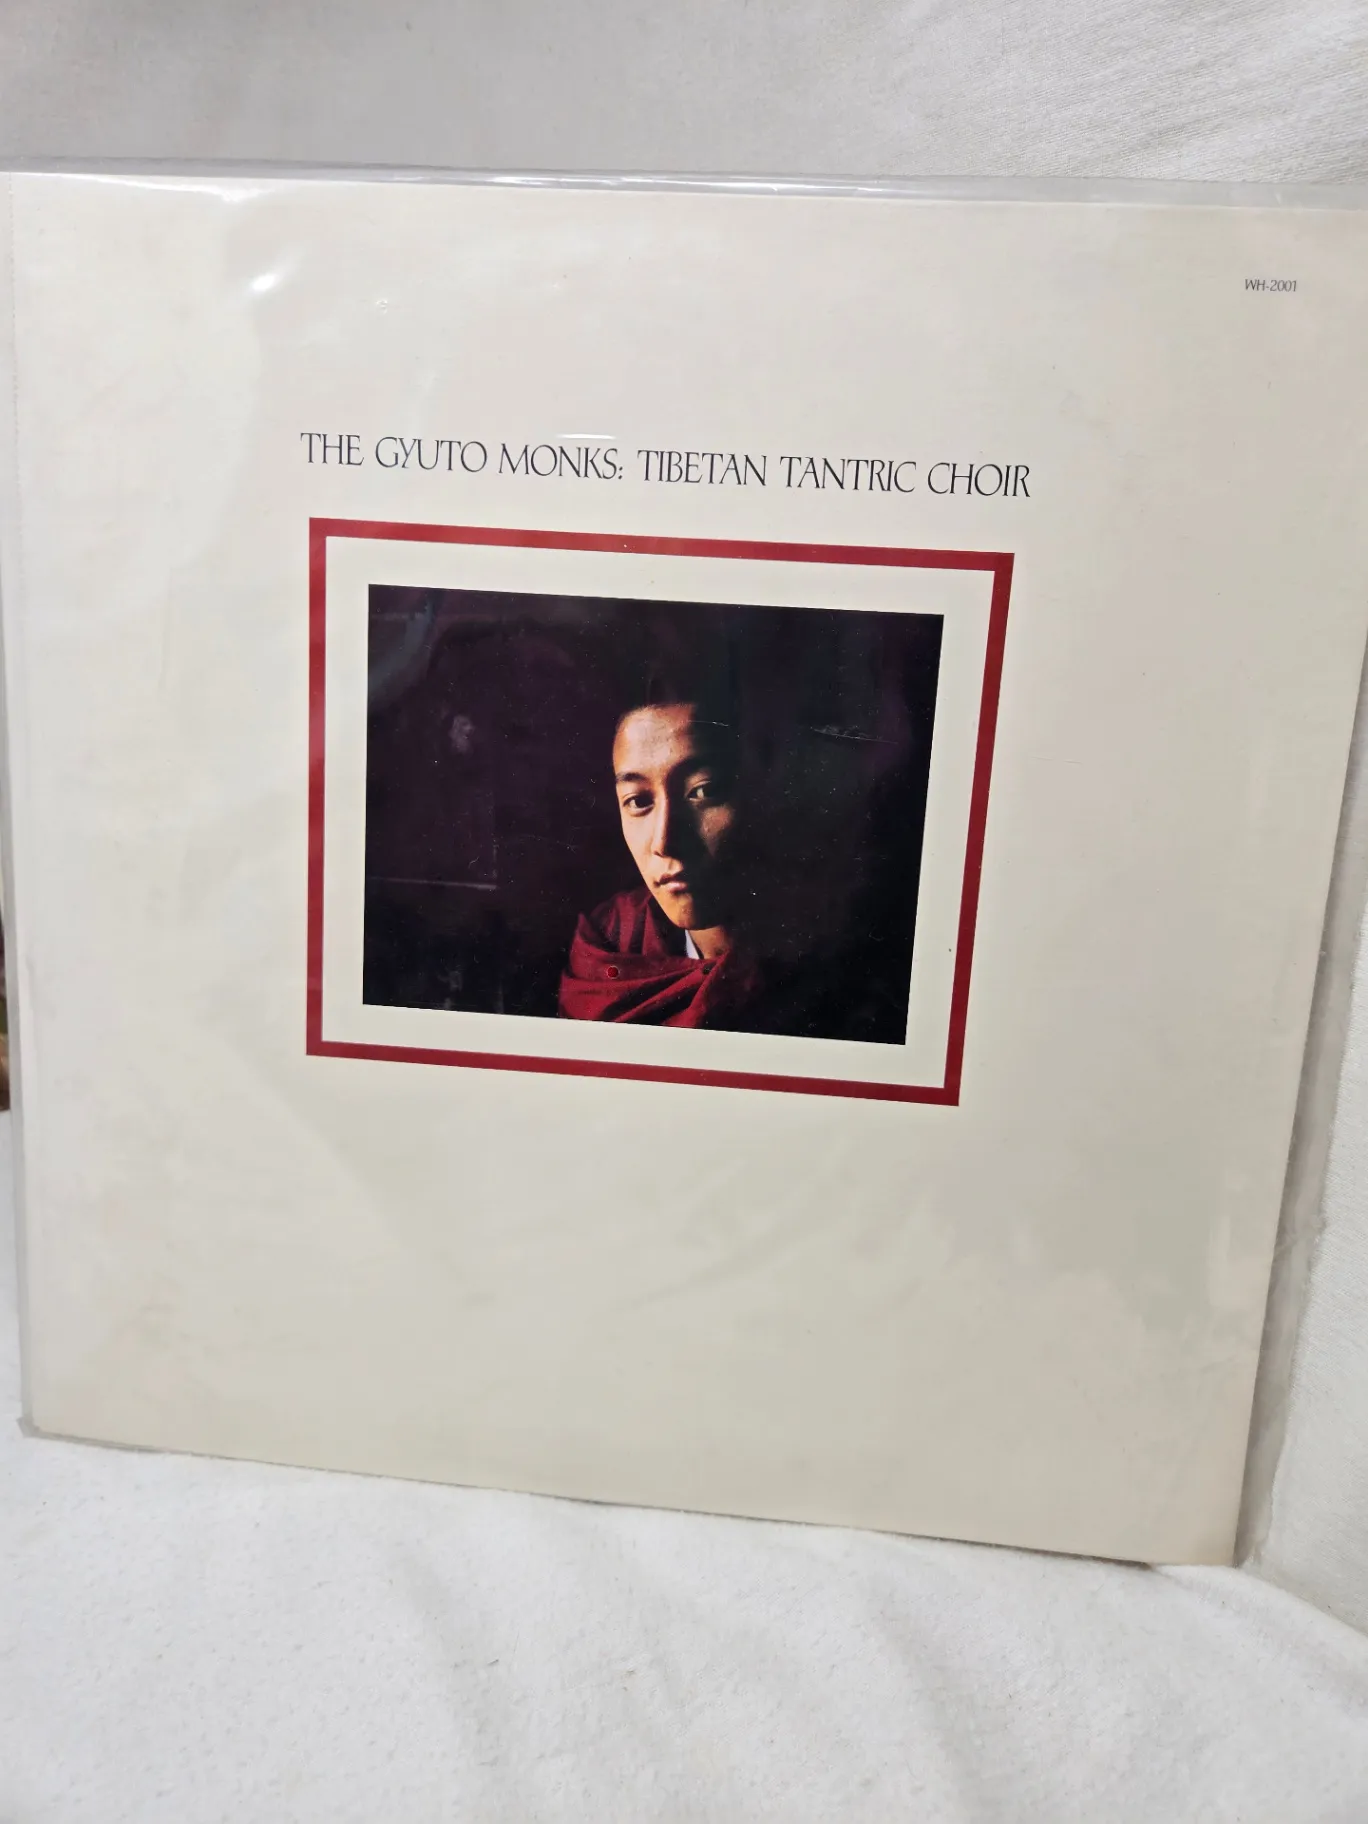 WH-2001
THE GYUTO MONKS: TIBETAN TANTRIC CHOIR